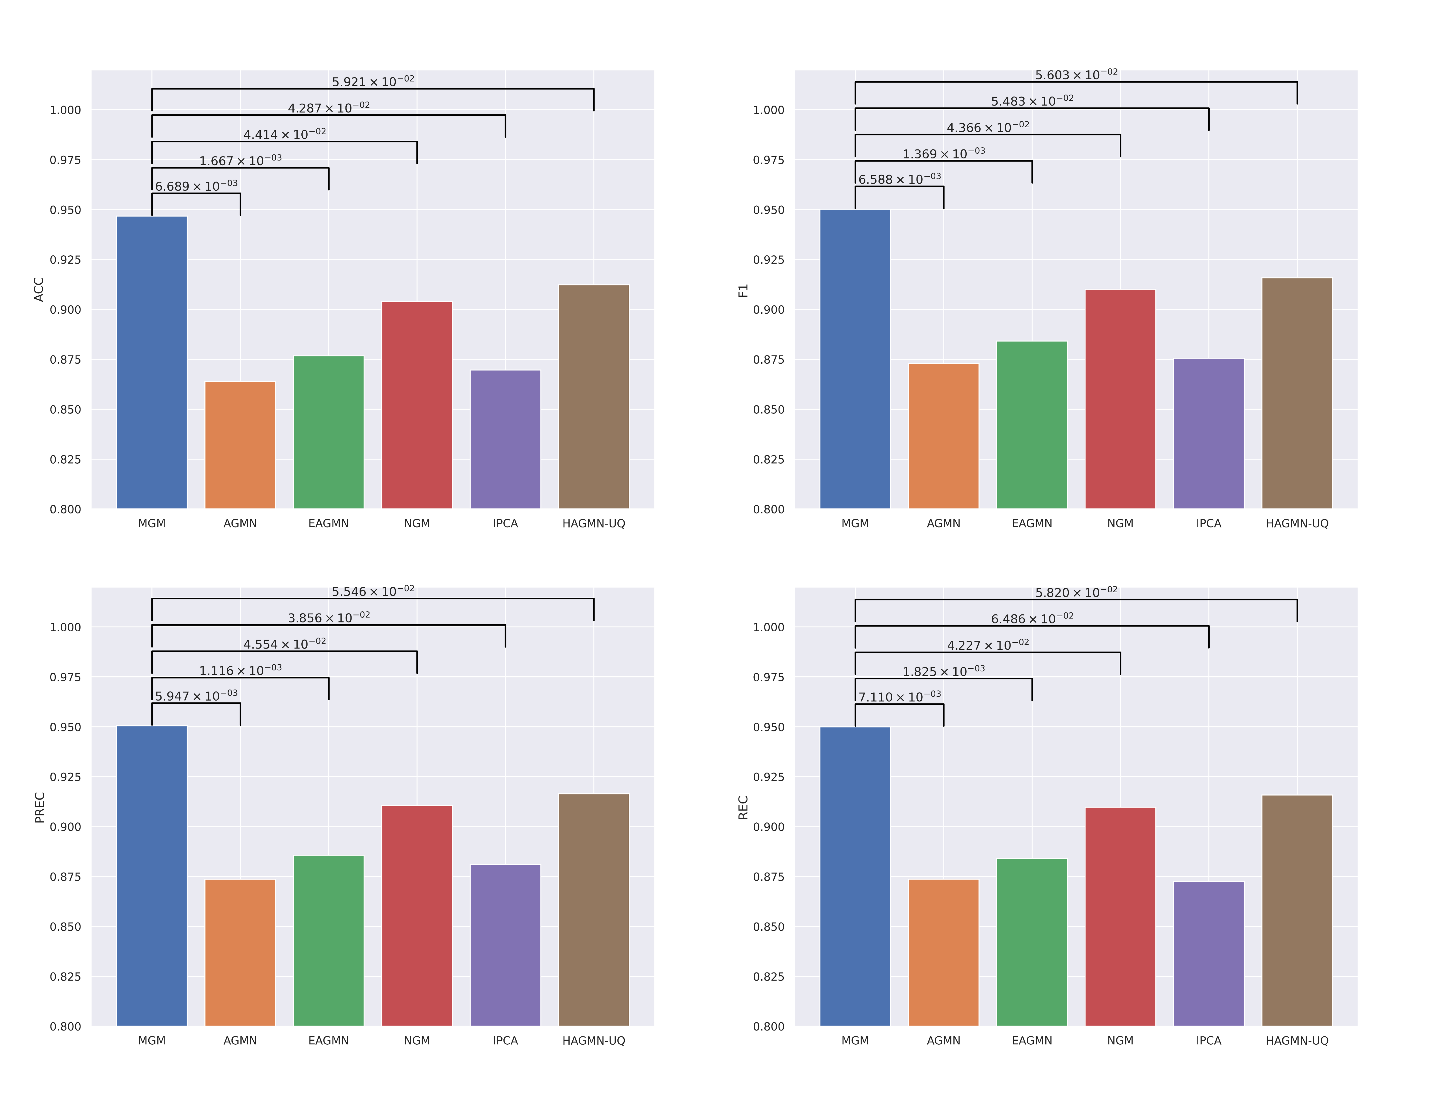 5.921 × 10⁻⁰²
4.287 × 10⁻⁰²
4.414 × 10⁻⁰²
1.667 × 10⁻⁰³
6.689 × 10⁻⁰³
1.000
0.975
0.950
0.925
0.900
0.875
0.850
0.825
0.800
ACC
MGM AGMN EAGMN NGM IPCA HAGMN-UQ
5.603 × 10⁻⁰²
5.483 × 10⁻⁰²
4.366 × 10⁻⁰²
1.369 × 10⁻⁰³
6.588 × 10⁻⁰³
1.000
0.975
0.950
0.925
0.900
0.875
0.850
0.825
0.800
F1
MGM AGMN EAGMN NGM IPCA HAGMN-UQ
5.546 × 10⁻⁰²
3.856 × 10⁻⁰²
4.554 × 10⁻⁰²
1.116 × 10⁻⁰³
5.947 × 10⁻⁰³
1.000
0.975
0.950
0.925
0.900
0.875
0.850
0.825
0.800
PREC
MGM AGMN EAGMN NGM IPCA HAGMN-UQ
5.820 × 10⁻⁰²
6.486 × 10⁻⁰²
4.227 × 10⁻⁰²
1.825 × 10⁻⁰³
7.110 × 10⁻⁰³
1.000
0.975
0.950
0.925
0.900
0.875
0.850
0.825
0.800
REC
MGM AGMN EAGMN NGM IPCA HAGMN-UQ